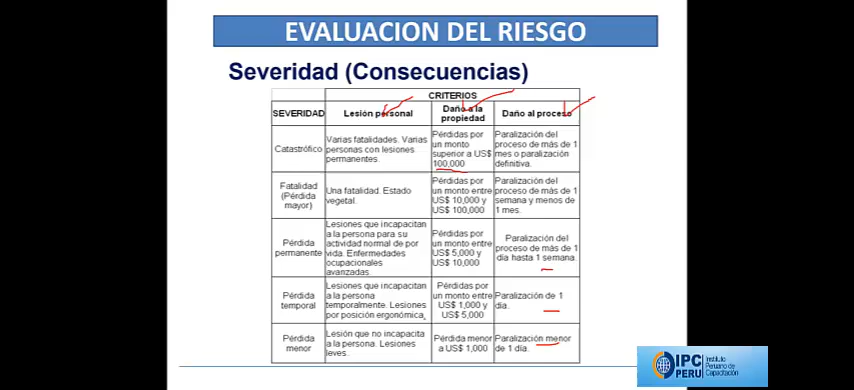 EVALUACION DEL RIESGO
Severidad (Consecuencias)
CRITERIOS
SEVERIDAD
Lesión personal
Daño a la
propiedad
Daño al proceso
Catastrófico
Varias fatalidades. Varias
personas con lesiones
permanentes.
Pérdidas por
un monto
superior a US$
100,000
Paralización del
proceso de más de 1
mes o paralización
definitiva.
Fatalidad
(Pérdida
mayor)
Una fatalidad. Estado
vegetal.
Pérdidas por
un monto entre
US$ 10,000 y
US$ 100,000
Paralización del
proceso de más de 1
semana y menos de
1 mes.
Pérdida
permanente
Lesiones que incapacitan
a la persona para su
actividad normal de por
vida. Enfermedades
ocupacionales
avanzadas.
Pérdidas por
un monto entre
US$ 5,000 y
US$ 10,000
Paralización del
proceso de más de 1
día hasta 1 semana.
Pérdida
temporal
Lesiones que incapacitan
a la persona
temporalmente. Lesiones
por posición ergonómica.
Pérdidas por
un monto entre
US$ 1,000 y
US$ 5,000
Paralización de 1
día.
Pérdida
menor
Lesión que no incapacita
a la persona. Lesiones
leves.
Pérdida menor
a US$ 1,000
Paralización menor
de 1 día.
IPC
PERU
Instituto
Peruano de
Capacitación